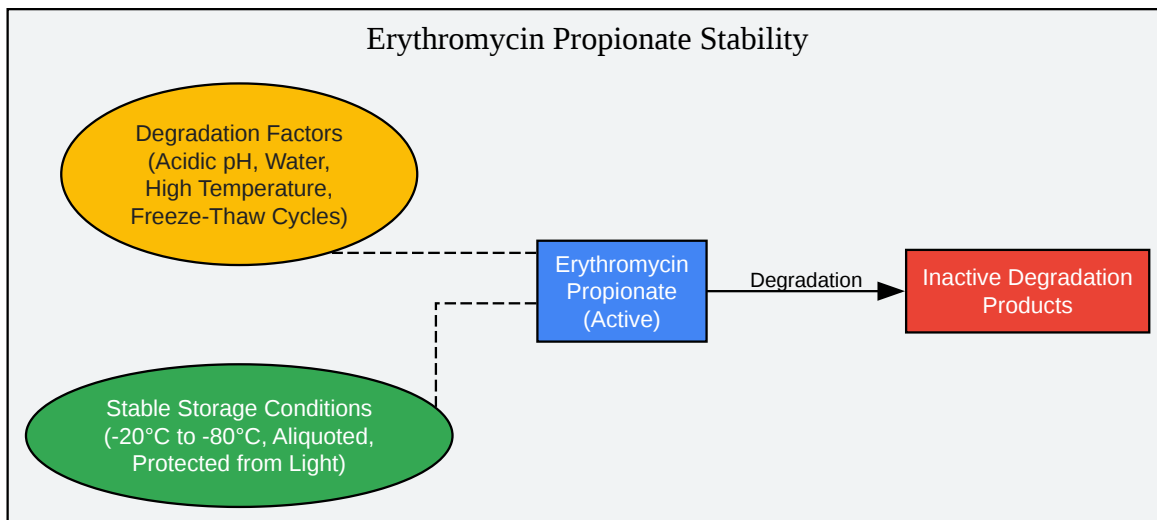 Erythromycin Propionate Stability
Degradation Factors
(Acidic pH, Water,
High Temperature,
Freeze-Thaw Cycles)
Erythromycin
Propionate
(Active)
Degradation
Inactive Degradation
Products
Stable Storage Conditions
(-20°C to -80°C, Aliquoted,
Protected from Light)